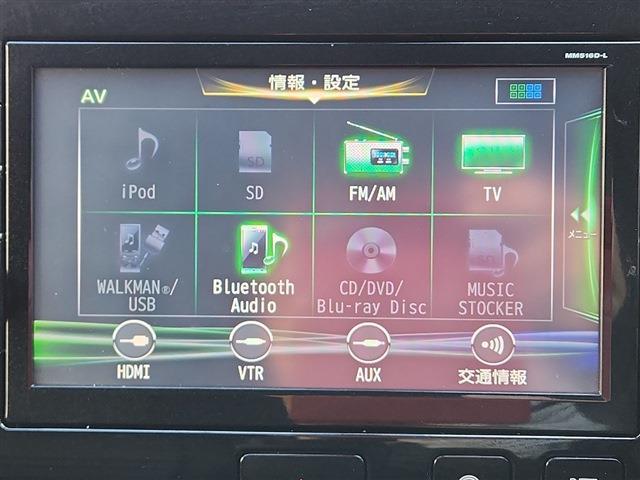 MM516D-L
情報・設定
AV
iPod
SD
SD
FM/AM
TV
メニュー
WALKMAN®/
USB
Bluetooth
Audio
CD/DVD/
Blu-ray Disc
MUSIC
STOCKER
HDMI
VTR
AUX
交通情報